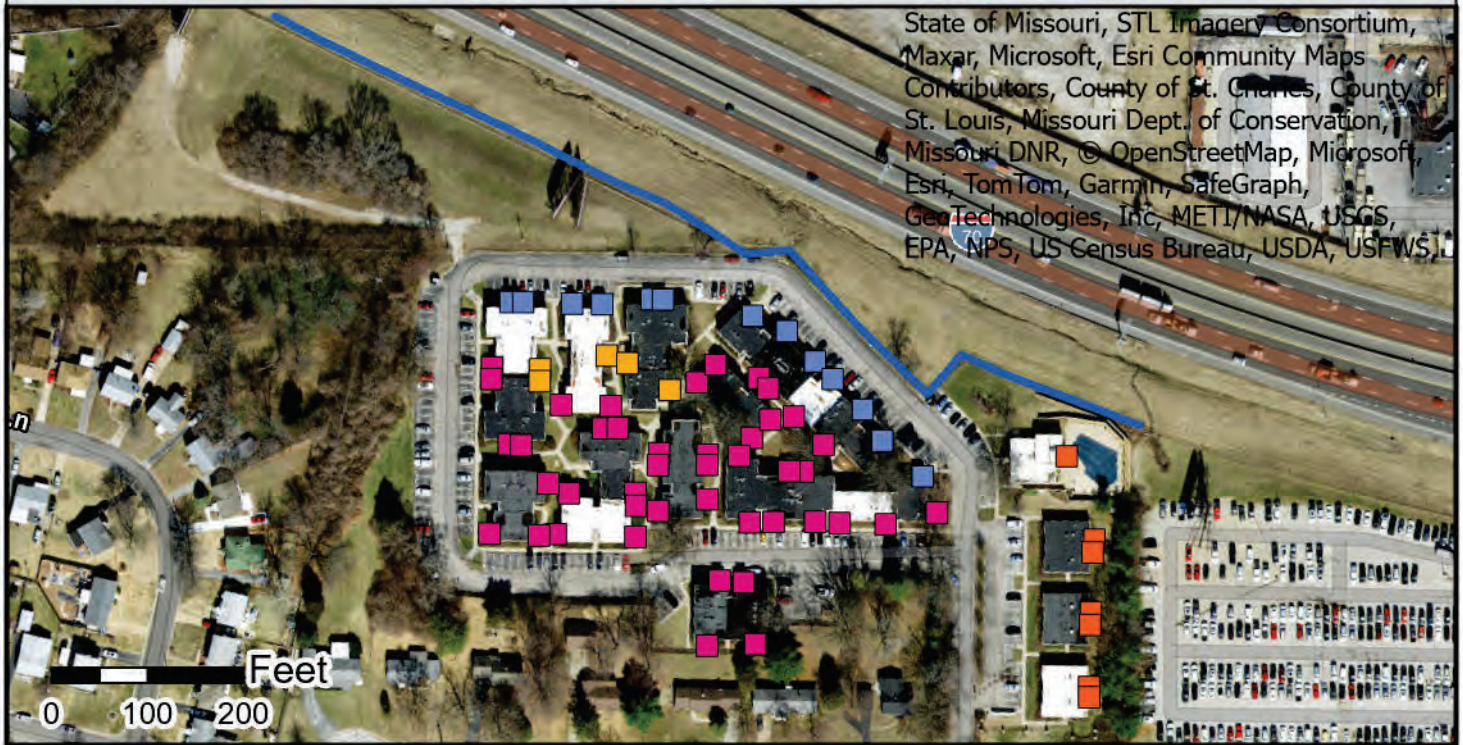 State of Missouri, STL Imagery Consortium,
Maxar, Microsoft, Esri Community Maps
Contributors, County of St. Charles, County of
St. Louis, Missouri Dept. of Conservation,
Missouri DNR, © OpenStreetMap, Microsoft,
Esri, TomTom, Garmin, SafeGraph,
GeoTechnologies, Inc, METI/NASA, USGS,
EPA, NPS, US Census Bureau, USDA, USFWS,
70
n
Feet
0 100 200